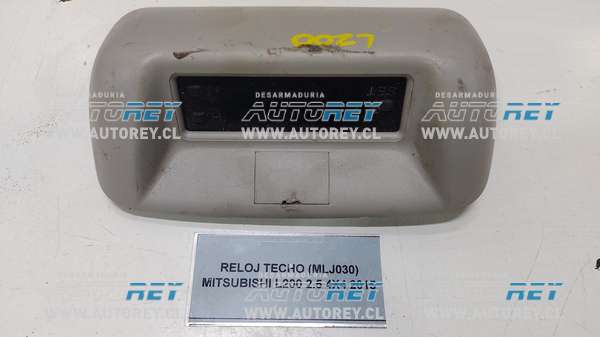 L200
DESARMADURIA
AUTOREY
WWW.AUTOREY.CL
RELOJ TECHO (MLJ030)
MITSUBISHI L200 2.5 4X4 2015